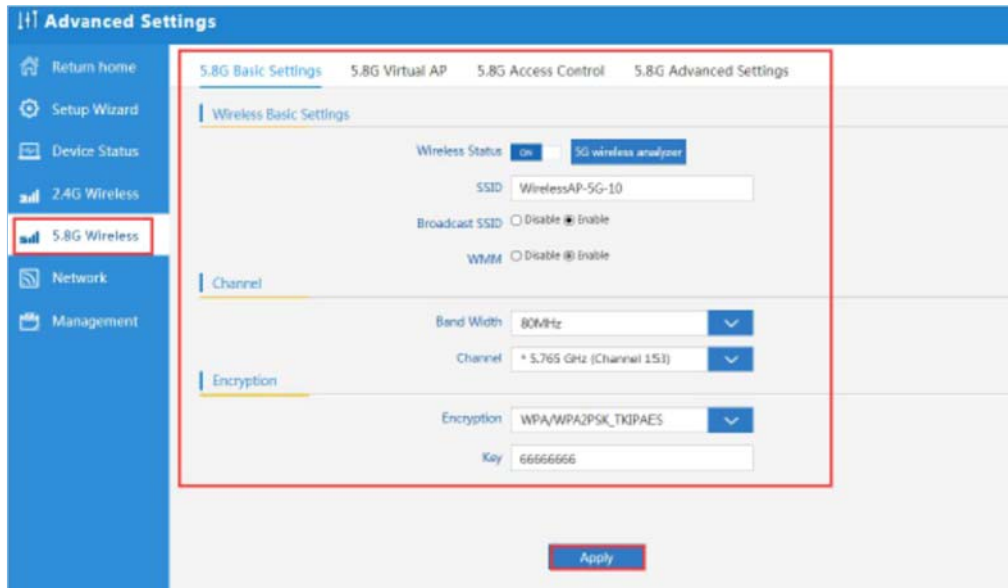 Advanced Settings
Return home
Setup Wizard
Device Status
2.4G Wireless
5.8G Wireless
Network
Management
5.8G Basic Settings 5.8G Virtual AP 5.8G Access Control 5.8G Advanced Settings
Wireless Basic Settings
Wireless Status ON 5G wireless analyzer
SSID WirelessAP-5G-10
Broadcast SSID Disable Enable
WMM Disable Enable
Channel
Band Width 80MHz
Channel * 5.765 GHz (Channel 153)
Encryption
Encryption WPA/WPA2PSK_TKIPAES
Key 66666666
Apply